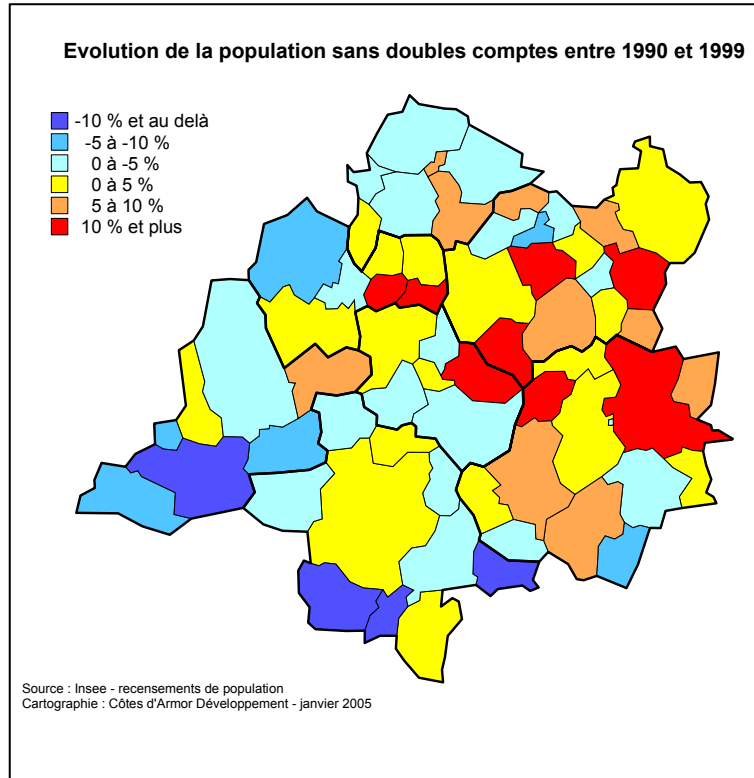 Evolution de la population sans doubles comptes entre 1990 et 1999
-10 % et au delà
-5 à -10 %
0 à -5 %
0 à 5 %
5 à 10 %
10 % et plus
Source : Insee - recensements de population
Cartographie : Côtes d'Armor Développement - janvier 2005